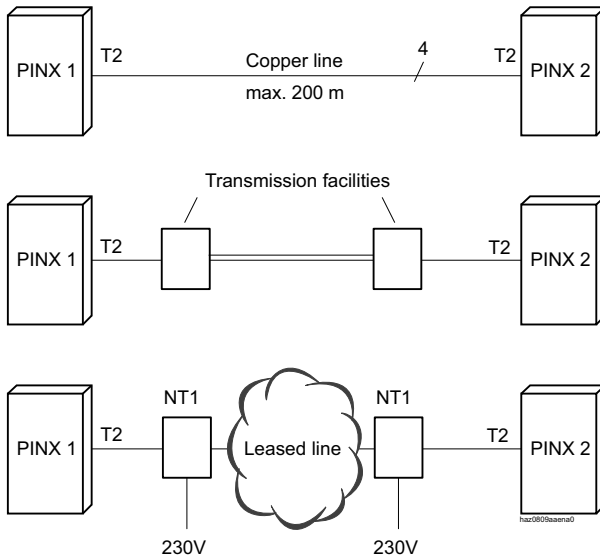 PINX 1
T2
Copper line
max. 200 m
4
T2
PINX 2
Transmission facilities
PINX 1
T2
T2
PINX 2
NT1
NT1
PINX 1
T2
Leased line
T2
PINX 2
haz0809aaena0
230V
230V